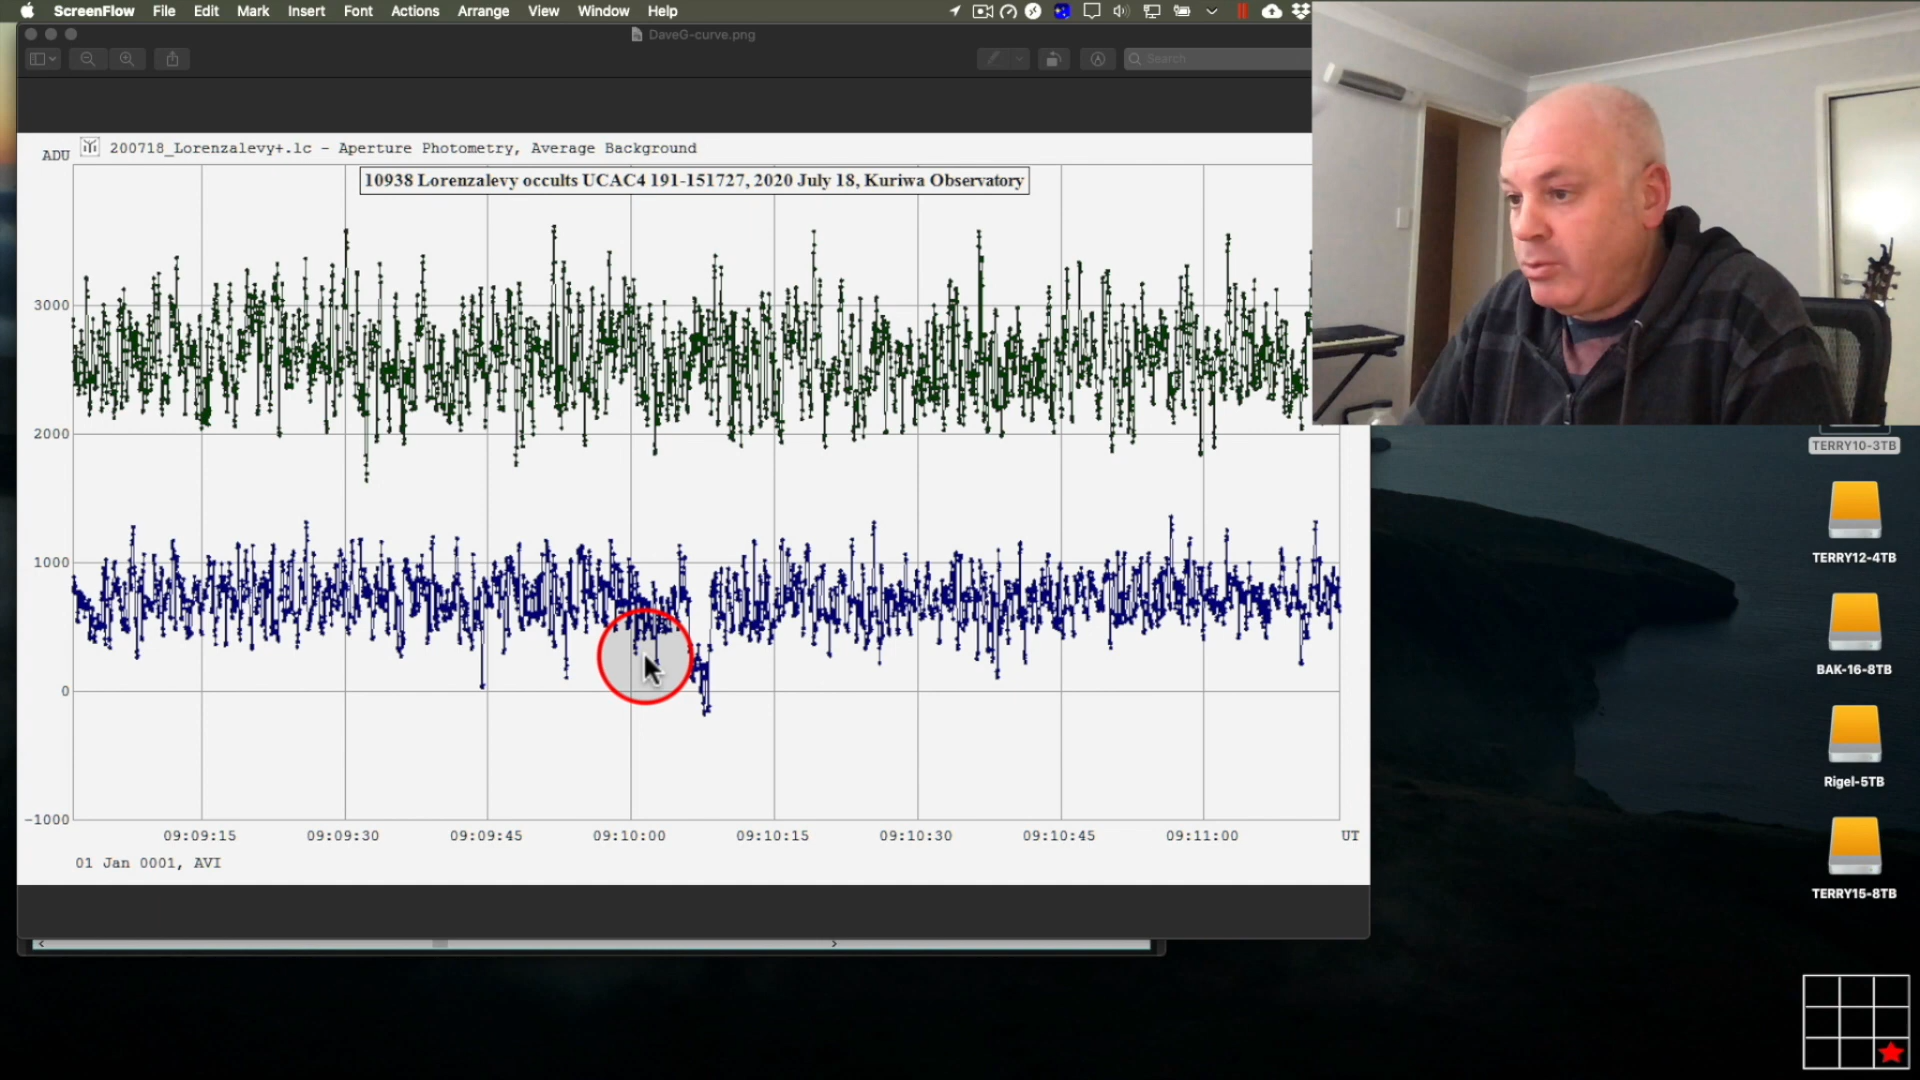 ScreenFlow File Edit Mark Insert Font Actions Arrange View Window Help
DaveG-curve.png
Search
ADU 200718_Lorenzalevy+.lc - Aperture Photometry, Average Background
10938 Lorenzalevy occults UCAC4 191-151727, 2020 July 18, Kuriwa Observatory
3000
2000
1000
0
-1000
09:09:15 09:09:30 09:09:45 09:10:00 09:10:15 09:10:30 09:10:45 09:11:00 UT
01 Jan 0001, AVI
TERRY10-3TB
TERRY12-4TB
BAK-16-8TB
Rigel-5TB
TERRY15-8TB